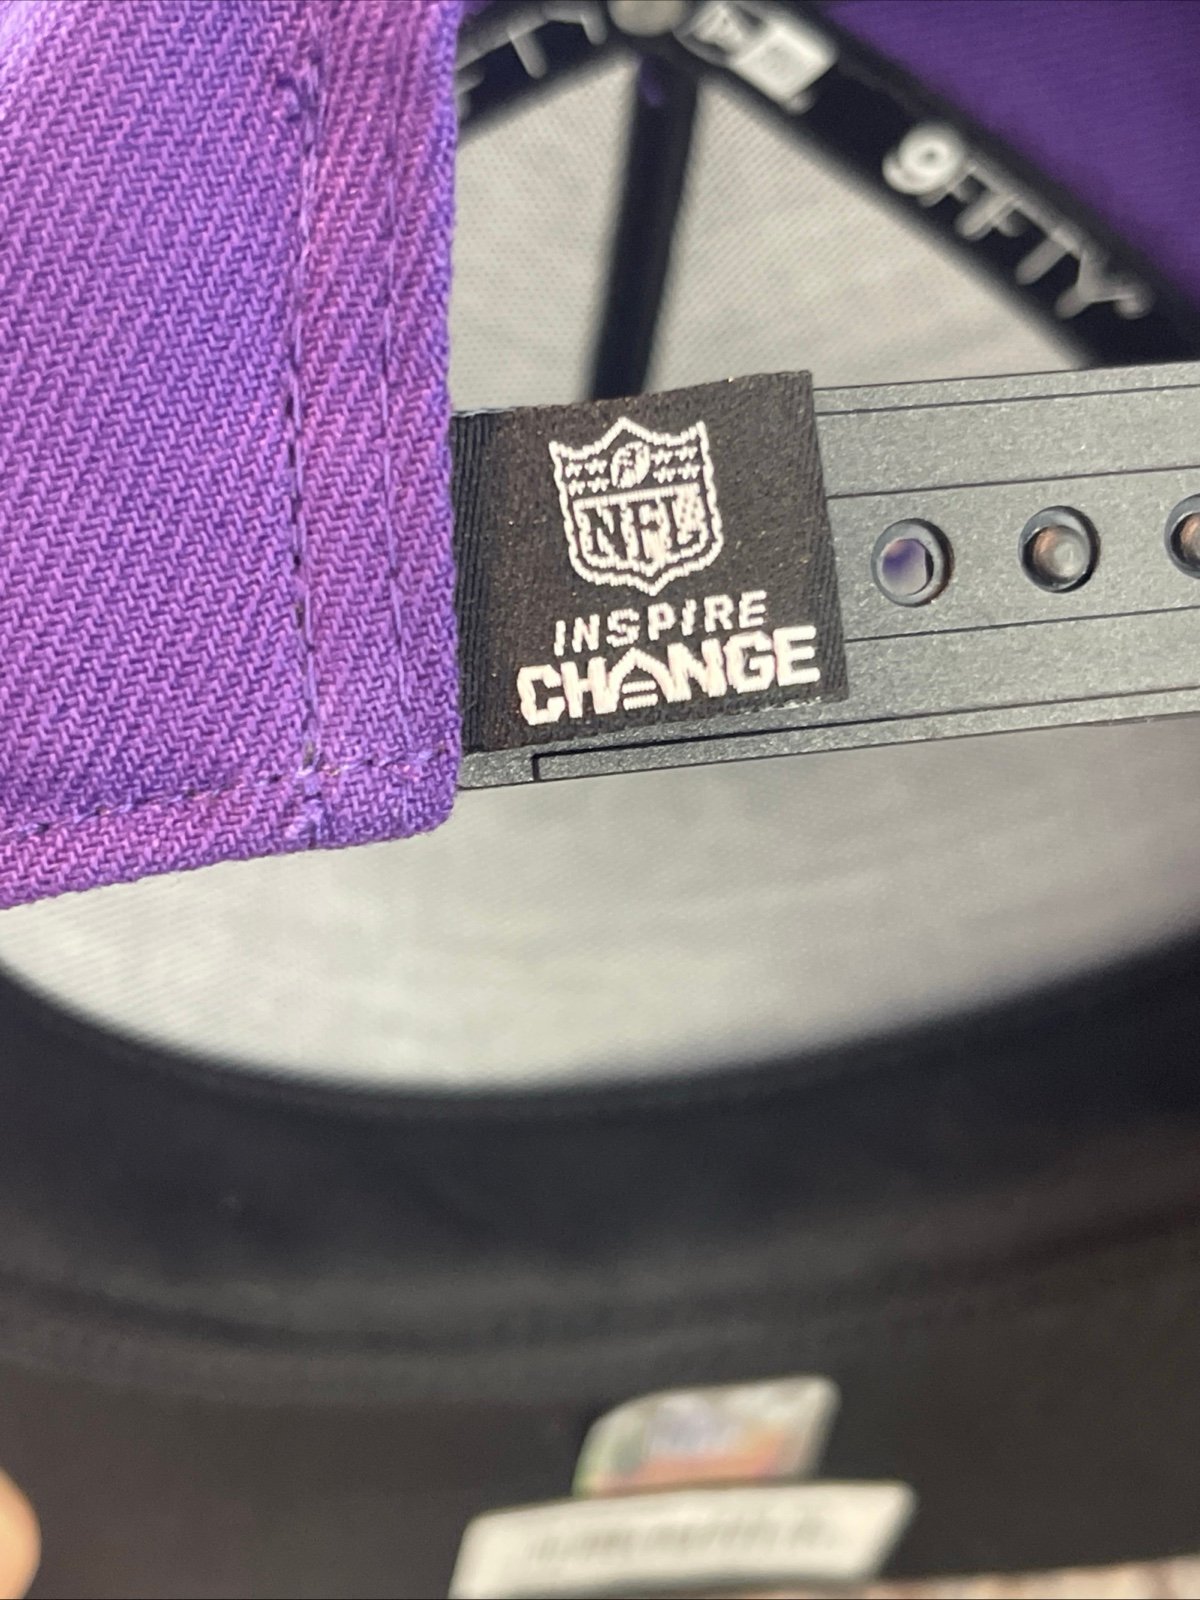 9FIFTY
NFL
INSPIRE
CHANGE